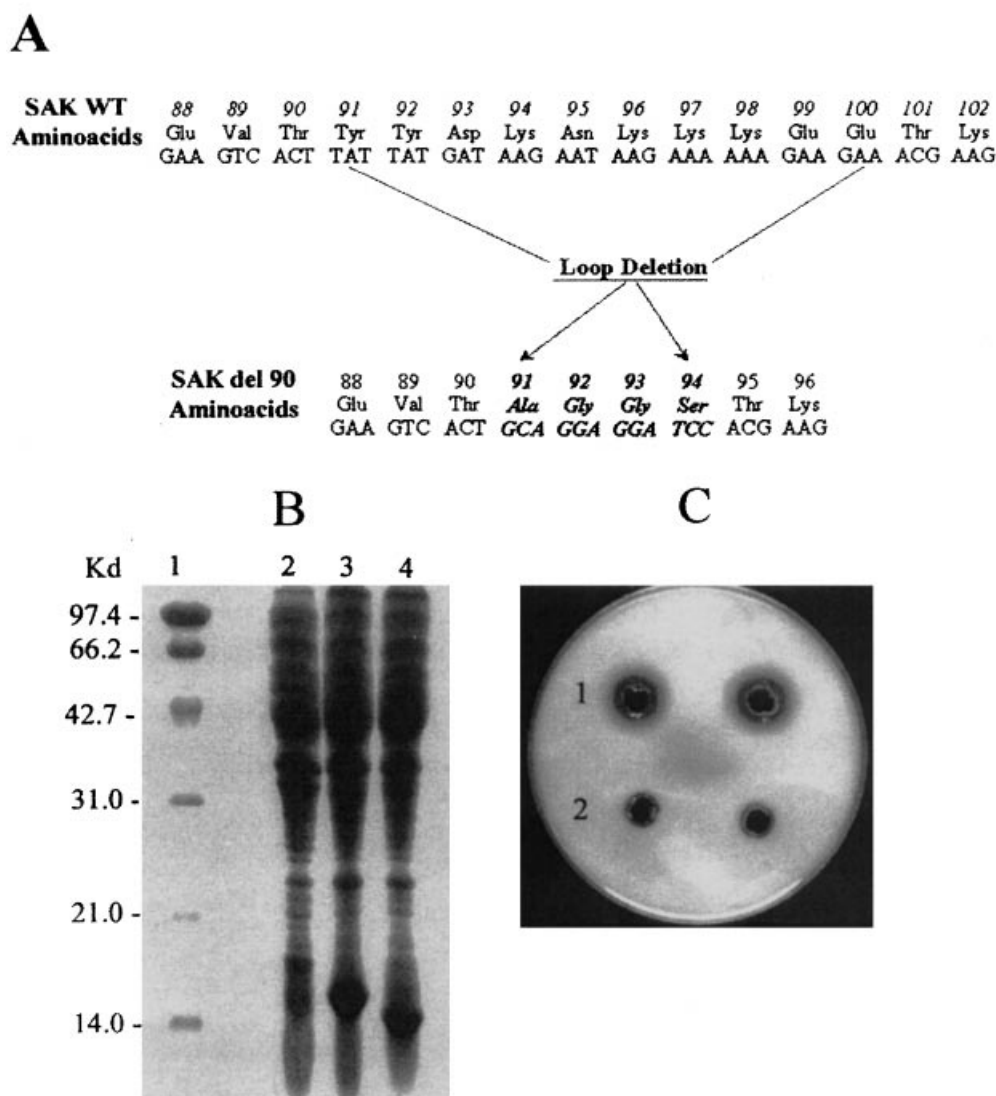 A
SAK WT 88 89 90 91 92 93 94 95 96 97 98 99 100 101 102
Aminoacids Glu Val Thr Tyr Tyr Asp Lys Asn Lys Lys Lys Glu Glu Thr Lys
GAA GTC ACT TAT TAT GAT AAG AAT AAG AAA AAA GAA GAA ACG AAG
Loop Deletion
SAK del 90 88 89 90 91 92 93 94 95 96
Aminoacids Glu Val Thr Ala Gly Gly Ser Thr Lys
GAA GTC ACT GCA GGA GGA TCC ACG AAG
B
Kd 1 2 3 4
97.4 -
66.2 -
42.7 -
31.0 -
21.0 -
14.0 -
C
1
2